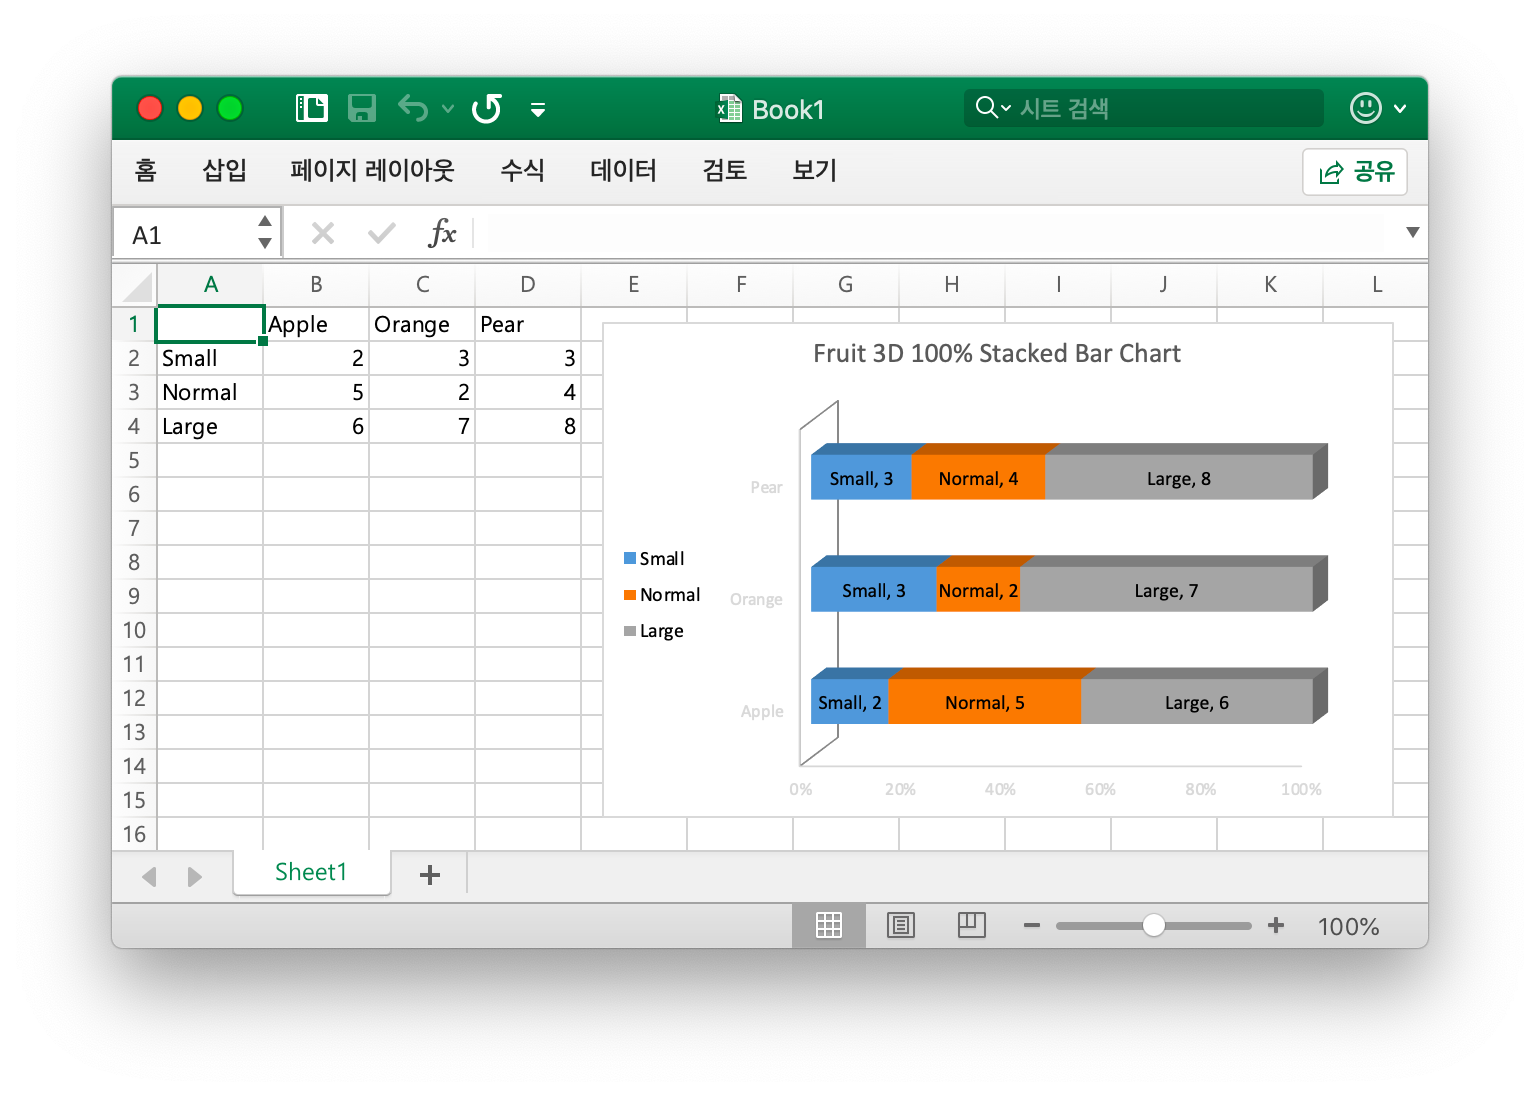 Book1
시트 검색
홈 삽입 페이지 레이아웃 수식 데이터 검토 보기 공유
A1 fx
A B C D E F G H I J K L
1 Apple Orange Pear
2 Small 2 3 3
3 Normal 5 2 4
4 Large 6 7 8
5
6
7
8
9
10
11
12
13
14
15
16
Fruit 3D 100% Stacked Bar Chart
Pear Small, 3 Normal, 4 Large, 8
Orange Small, 3 Normal, 2 Large, 7
Apple Small, 2 Normal, 5 Large, 6
0% 20% 40% 60% 80% 100%
Small
Normal
Large
Sheet1
100%